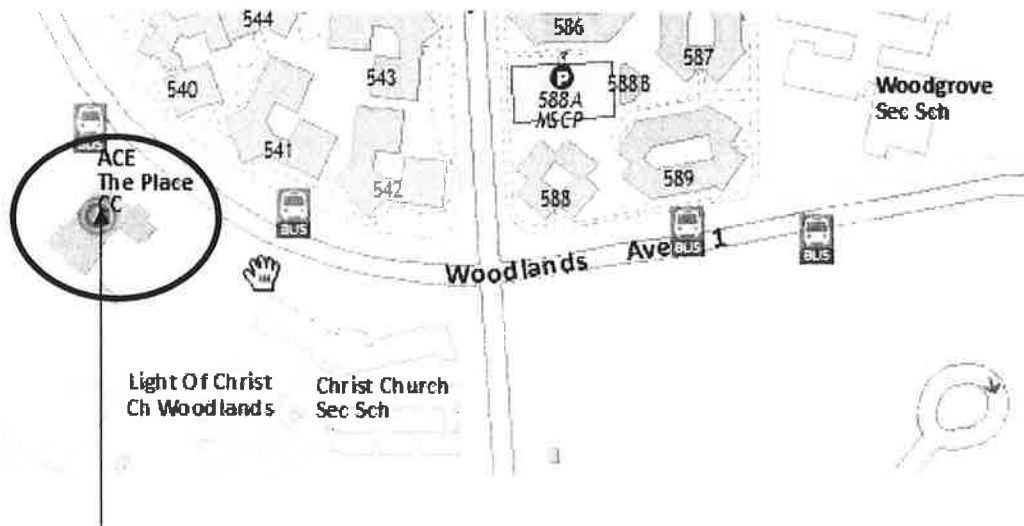 544
586
587
540
543
588A
MSCP
588B
Woodgrove
Sec Sch
BUS
ACE
The Place
CC
541
542
588
589
BUS
BUS
BUS
Woodlands Ave 1
Light Of Christ
Ch Woodlands
Christ Church
Sec Sch
P